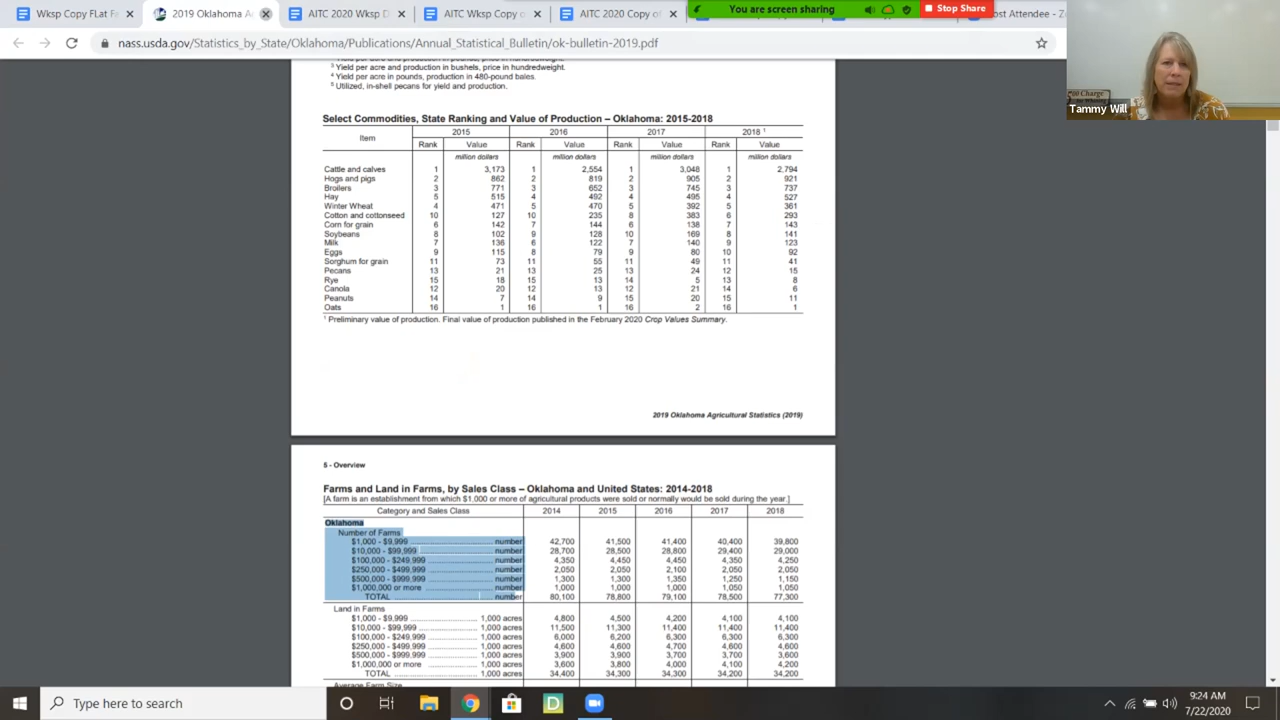 Wksp C
2019 Oklahoma A
AITC 2020 Wksp D
AITC Wksp Copy o
AITC 2020 Copy of
You are screen sharing
Stop Share
ost Attendee - Z
nass.usda.gov/Statistics_by_State/Oklahoma/Publications/Annual_Statistical_Bulletin/ok-bulletin-2019.pdf
Charge
Tammy Will
³ Yield per acre and production in bushels, price in hundredweight.
⁴ Yield per acre in pounds, production in 480-pound bales.
⁵ Utilized, in-shell pecans for yield and production.
Select Commodities, State Ranking and Value of Production – Oklahoma: 2015-2018
Item 2015 2016 2017 2018 ¹
Rank Value Rank Value Rank Value Rank Value
million dollars million dollars million dollars million dollars
Cattle and calves 1 3,173 1 2,554 1 3,048 1 2,794
Hogs and pigs 2 862 2 819 2 905 2 921
Broilers 3 771 3 652 3 745 3 737
Hay 5 515 4 492 4 495 4 527
Winter Wheat 4 471 5 470 5 392 5 361
Cotton and cottonseed 10 127 10 235 8 383 6 293
Corn for grain 6 142 7 144 6 138 7 143
Soybeans 8 102 9 128 10 169 8 141
Milk 7 136 6 122 7 140 9 123
Eggs 9 115 8 79 9 80 10 92
Sorghum for grain 11 73 11 55 11 49 11 41
Pecans 13 21 13 25 13 24 12 15
Rye 15 18 15 13 14 5 13 8
Canola 12 20 12 13 12 21 14 6
Peanuts 14 7 14 9 15 20 15 11
Oats 16 1 16 1 16 2 16 1
¹ Preliminary value of production. Final value of production published in the February 2020 Crop Values Summary.
2019 Oklahoma Agricultural Statistics (2019)
5 - Overview
Farms and Land in Farms, by Sales Class – Oklahoma and United States: 2014-2018
[A farm is an establishment from which $1,000 or more of agricultural products were sold or normally would be sold during the year.]
Category and Sales Class 2014 2015 2016 2017 2018
Oklahoma
Number of Farms
$1,000 - $9,999 number 42,700 41,500 41,400 40,400 39,800
$10,000 - $99,999 number 28,700 28,500 28,800 29,400 29,000
$100,000 - $249,999 number 4,350 4,450 4,450 4,350 4,250
$250,000 - $499,999 number 2,050 2,050 2,100 2,050 2,050
$500,000 - $999,999 number 1,300 1,300 1,350 1,250 1,150
$1,000,000 or more number 1,000 1,000 1,000 1,050 1,050
TOTAL number 80,100 78,800 79,100 78,500 77,300
Land in Farms
$1,000 - $9,999 1,000 acres 4,800 4,500 4,200 4,100 4,100
$10,000 - $99,999 1,000 acres 11,500 11,300 11,400 11,400 11,400
$100,000 - $249,999 1,000 acres 6,000 6,200 6,300 6,300 6,300
$250,000 - $499,999 1,000 acres 4,600 4,600 4,700 4,600 4,600
$500,000 - $999,999 1,000 acres 3,900 3,900 3,700 3,700 3,600
$1,000,000 or more 1,000 acres 3,600 3,800 4,000 4,100 4,200
TOTAL 1,000 acres 34,400 34,300 34,300 34,200 34,200
Average Farm Size
Type here to search
D
9:24 AM
7/22/2020